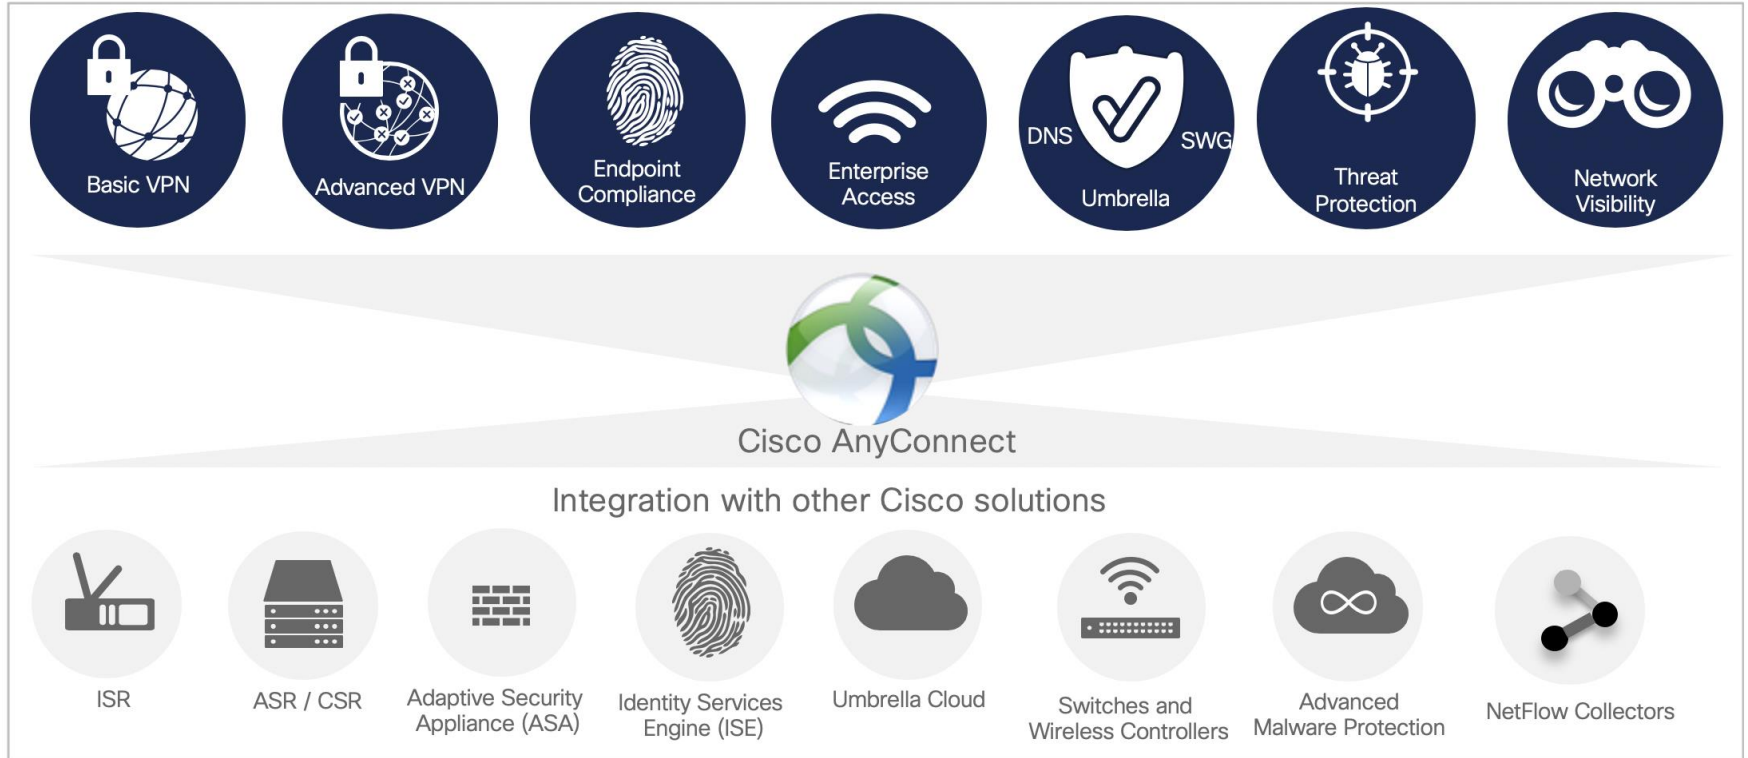 Basic VPN
Advanced VPN
Endpoint
Compliance
Enterprise
Access
DNS
SWG
Umbrella
Threat
Protection
Network
Visibility
Cisco AnyConnect
Integration with other Cisco solutions
ISR
ASR / CSR
Adaptive Security
Appliance (ASA)
Identity Services
Engine (ISE)
Umbrella Cloud
Switches and
Wireless Controllers
Advanced
Malware Protection
NetFlow Collectors